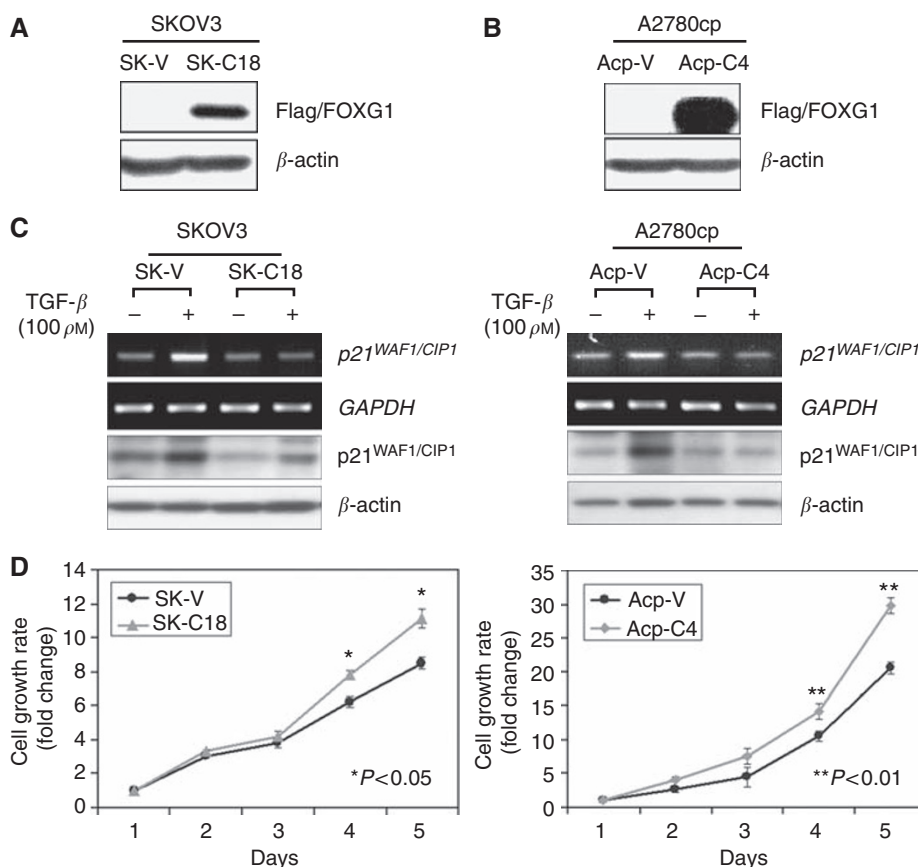 A
SKOV3
SK-V SK-C18
Flag/FOXG1
β-actin
B
A2780cp
Acp-V Acp-C4
Flag/FOXG1
β-actin
C
SKOV3
SK-V SK-C18
TGF-β
(100 ρM)
– + – +
p21WAF1/CIP1
GAPDH
p21WAF1/CIP1
β-actin
A2780cp
Acp-V Acp-C4
TGF-β
(100 ρM)
– + – +
p21WAF1/CIP1
GAPDH
p21WAF1/CIP1
β-actin
D
Cell growth rate
(fold change)
14
12
10
8
6
4
2
0
SK-V
SK-C18
*
*
*P<0.05
1 2 3 4 5
Days
Cell growth rate
(fold change)
35
30
25
20
15
10
5
0
Acp-V
Acp-C4
**
**
**P<0.01
1 2 3 4 5
Days